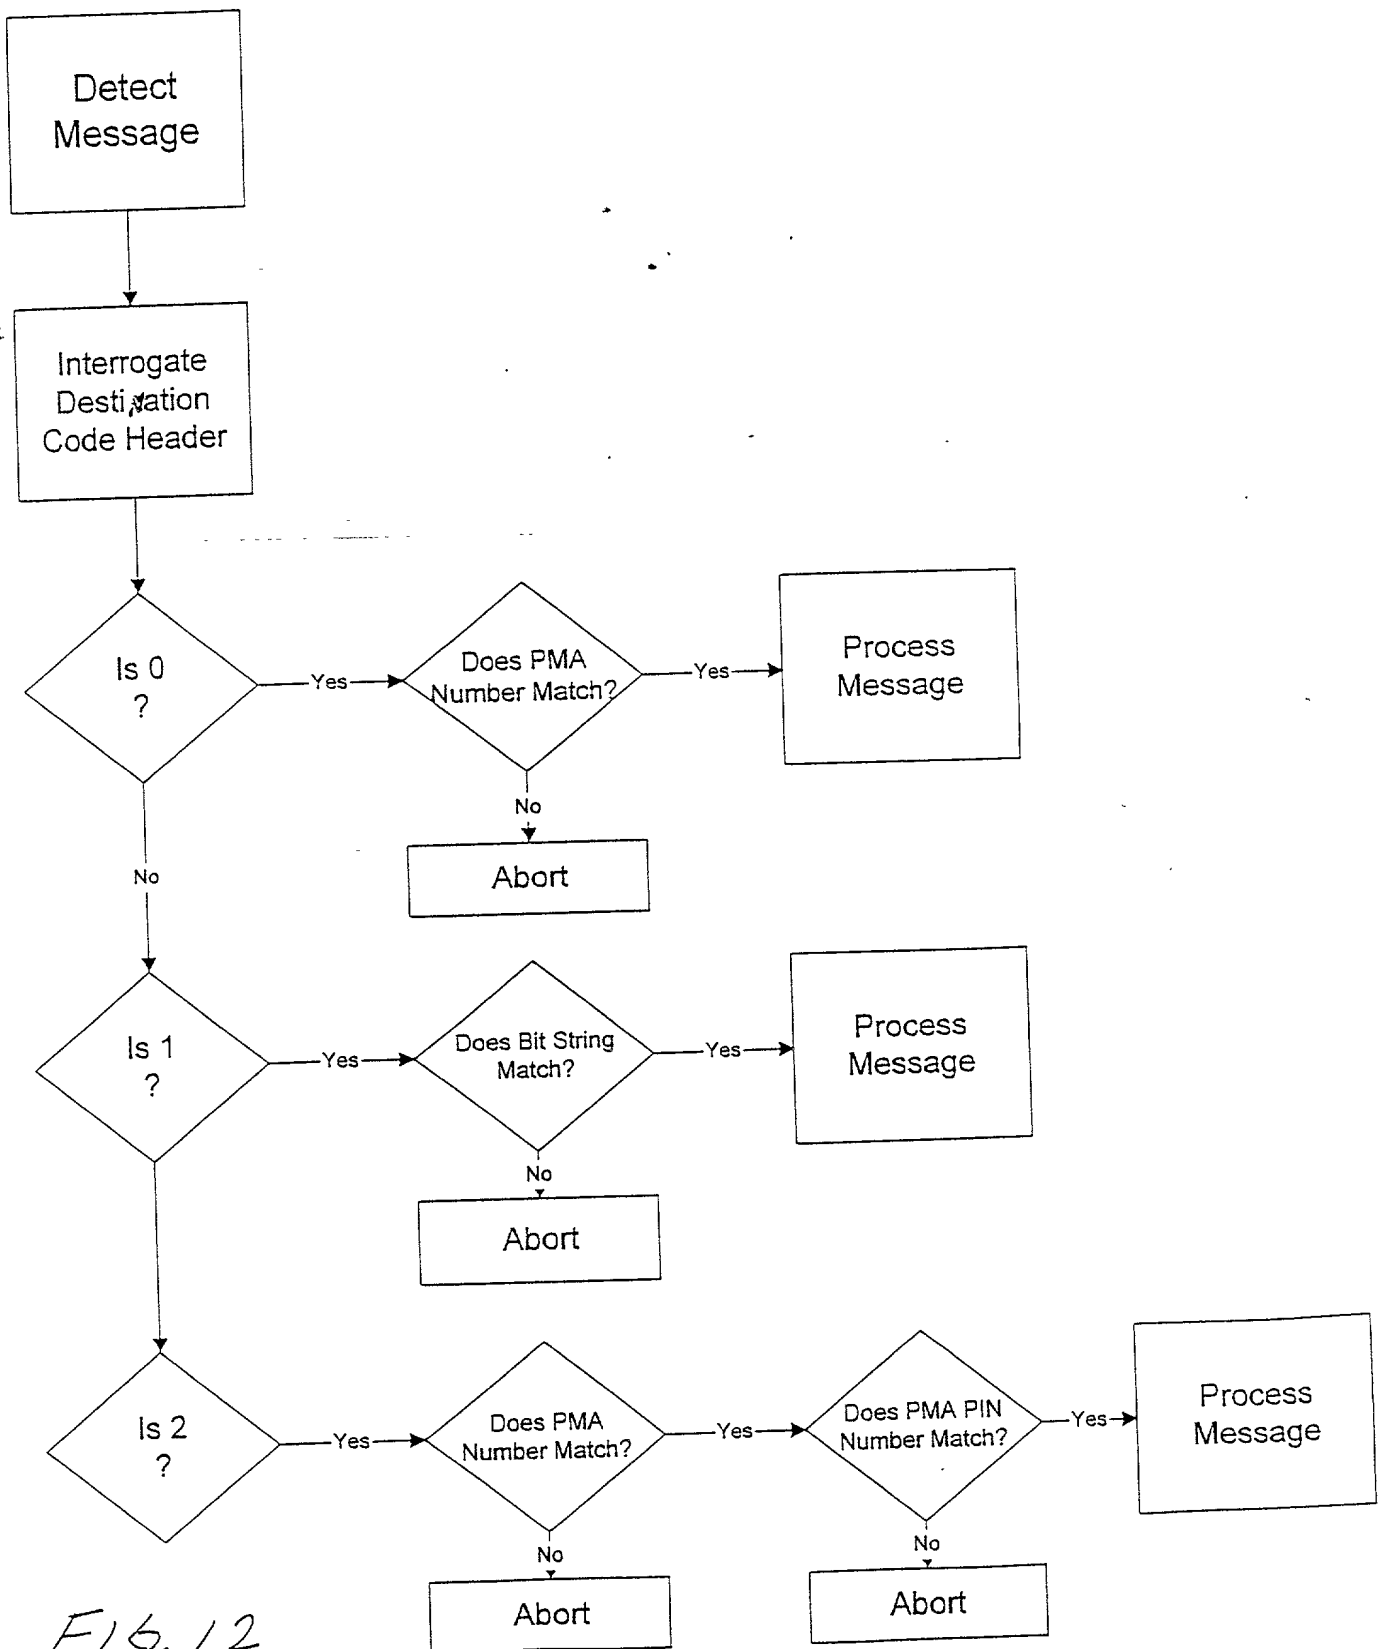 Detect
Message
Interrogate
Destination
Code Header
Is 0
?
Yes
Does PMA
Number Match?
Yes
Process
Message
No
Abort
No
Is 1
?
Yes
Does Bit String
Match?
Yes
Process
Message
No
Abort
Is 2
?
Yes
Does PMA
Number Match?
Yes
Does PMA PIN
Number Match?
Yes
Process
Message
No
Abort
No
Abort
FIG. 12